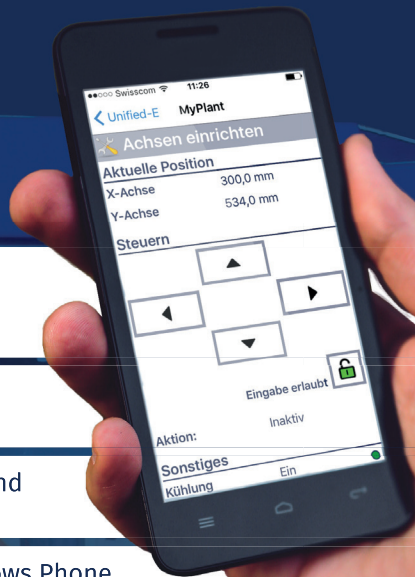 Swisscom 11:26
Unified-E MyPlant
Achsen einrichten
Aktuelle Position
X-Achse 300,0 mm
Y-Achse 534,0 mm
Steuern
Eingabe erlaubt
Aktion: Inaktiv
Sonstiges
Kühlung Ein
nd
ws Phone